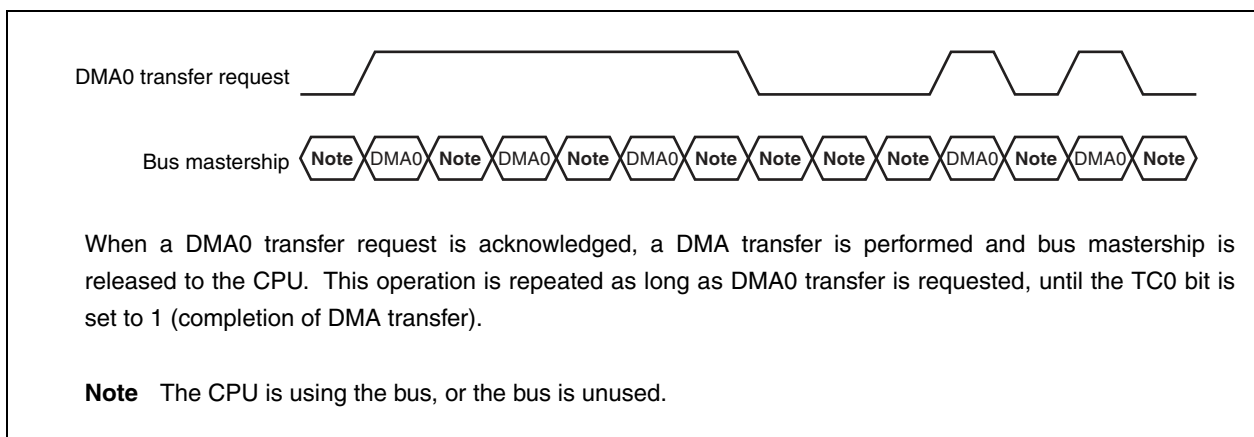 DMA0 transfer request
Bus mastership Note DMA0 Note DMA0 Note DMA0 Note Note Note Note DMA0 Note DMA0 Note
When a DMA0 transfer request is acknowledged, a DMA transfer is performed and bus mastership is
released to the CPU. This operation is repeated as long as DMA0 transfer is requested, until the TC0 bit is
set to 1 (completion of DMA transfer).
Note The CPU is using the bus, or the bus is unused.